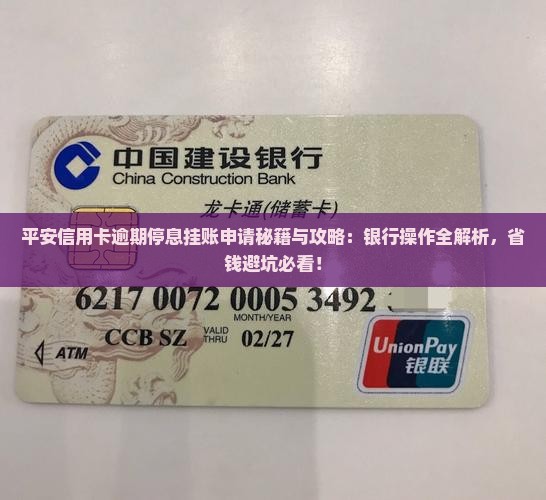 中国建设银行
China Construction Bank
龙卡通(储蓄卡)
平安信用卡逾期停息挂账申请秘籍与攻略：银行操作全解析，省
钱避坑必看！
6217 0072 0005 3492
MONTH/YEAR
CCB SZ VALID THRU 02/27
ATM
UnionPay
银联